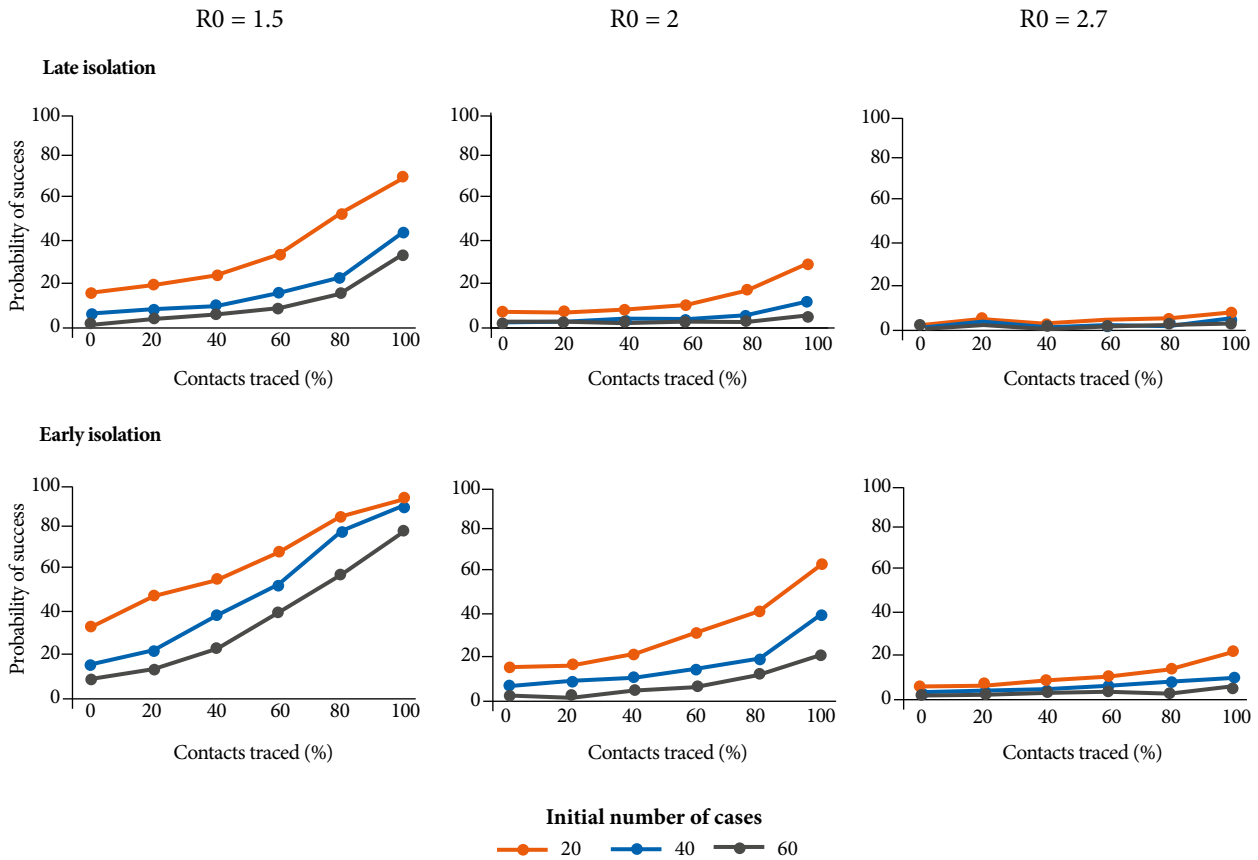 R0 = 1.5 R0 = 2 R0 = 2.7
Late isolation
Probability of success
100
80
60
40
20
0
0 20 40 60 80 100
Contacts traced (%)
100
80
60
40
20
0
0 20 40 60 80 100
Contacts traced (%)
100
80
60
40
20
0
0 20 40 60 80 100
Contacts traced (%)
Early isolation
Probability of success
100
80
60
40
20
0
0 20 40 60 80 100
Contacts traced (%)
100
80
60
40
20
0
0 20 40 60 80 100
Contacts traced (%)
100
80
60
40
20
0
0 20 40 60 80 100
Contacts traced (%)
Initial number of cases
20 40 60